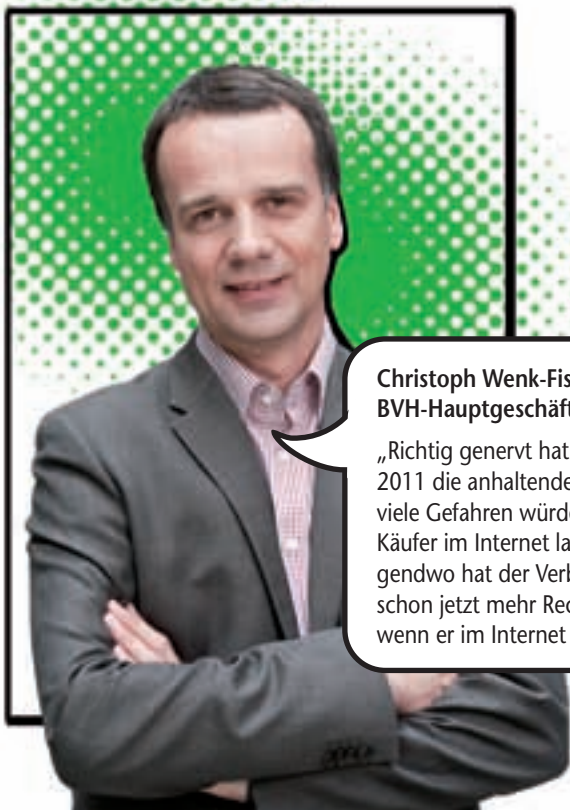 Christoph Wenk-Fis
BVH-Hauptgeschäft
„Richtig genervt hat
2011 die anhaltende
viele Gefahren würde
Käufer im Internet la
gendwo hat der Verb
schon jetzt mehr Rec
wenn er im Internet